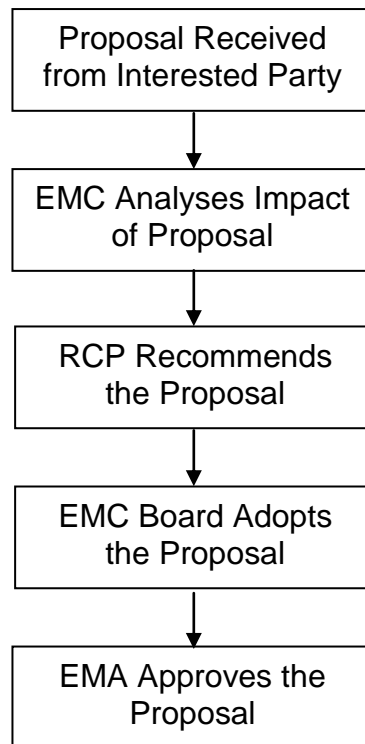 Proposal Received
from Interested Party
EMC Analyses Impact
of Proposal
RCP Recommends
the Proposal
EMC Board Adopts
the Proposal
EMA Approves the
Proposal